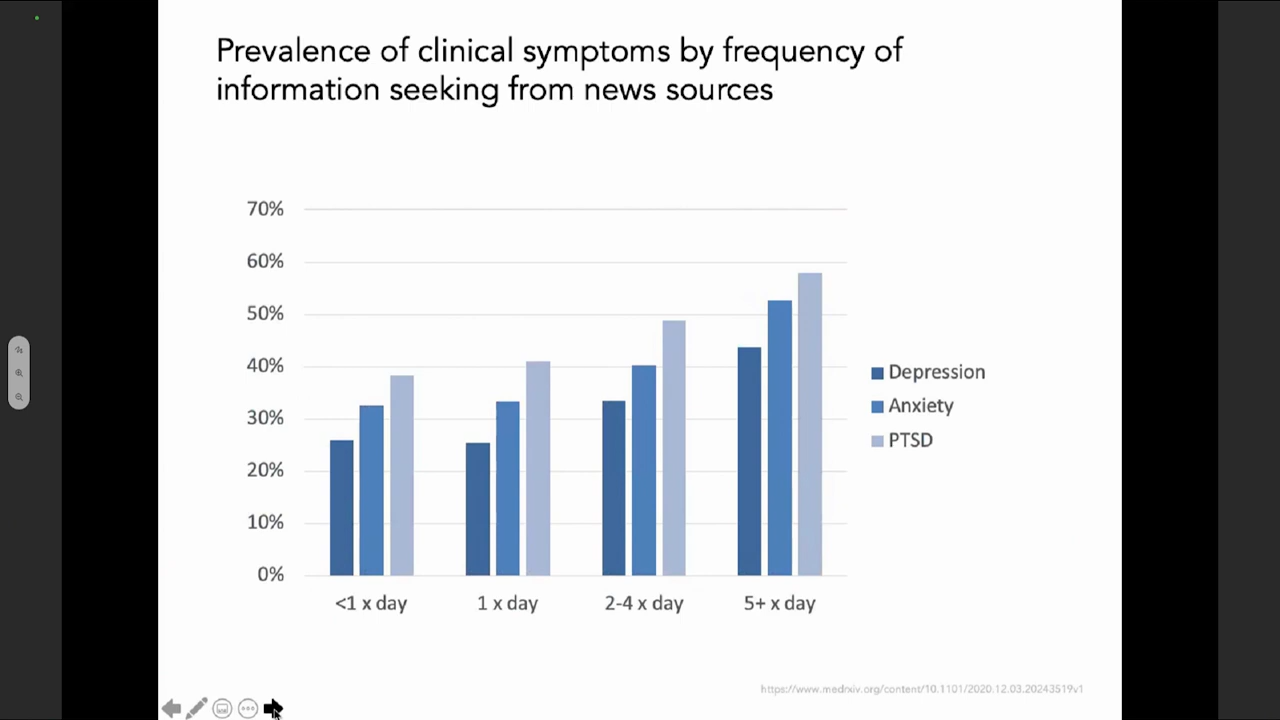 Prevalence of clinical symptoms by frequency of
information seeking from news sources
70%
60%
50%
40%
30%
20%
10%
0%
<1 x day
1 x day
2-4 x day
5+ x day
Depression
Anxiety
PTSD
https://www.medrxiv.org/content/10.1101/2020.12.03.20243519v1